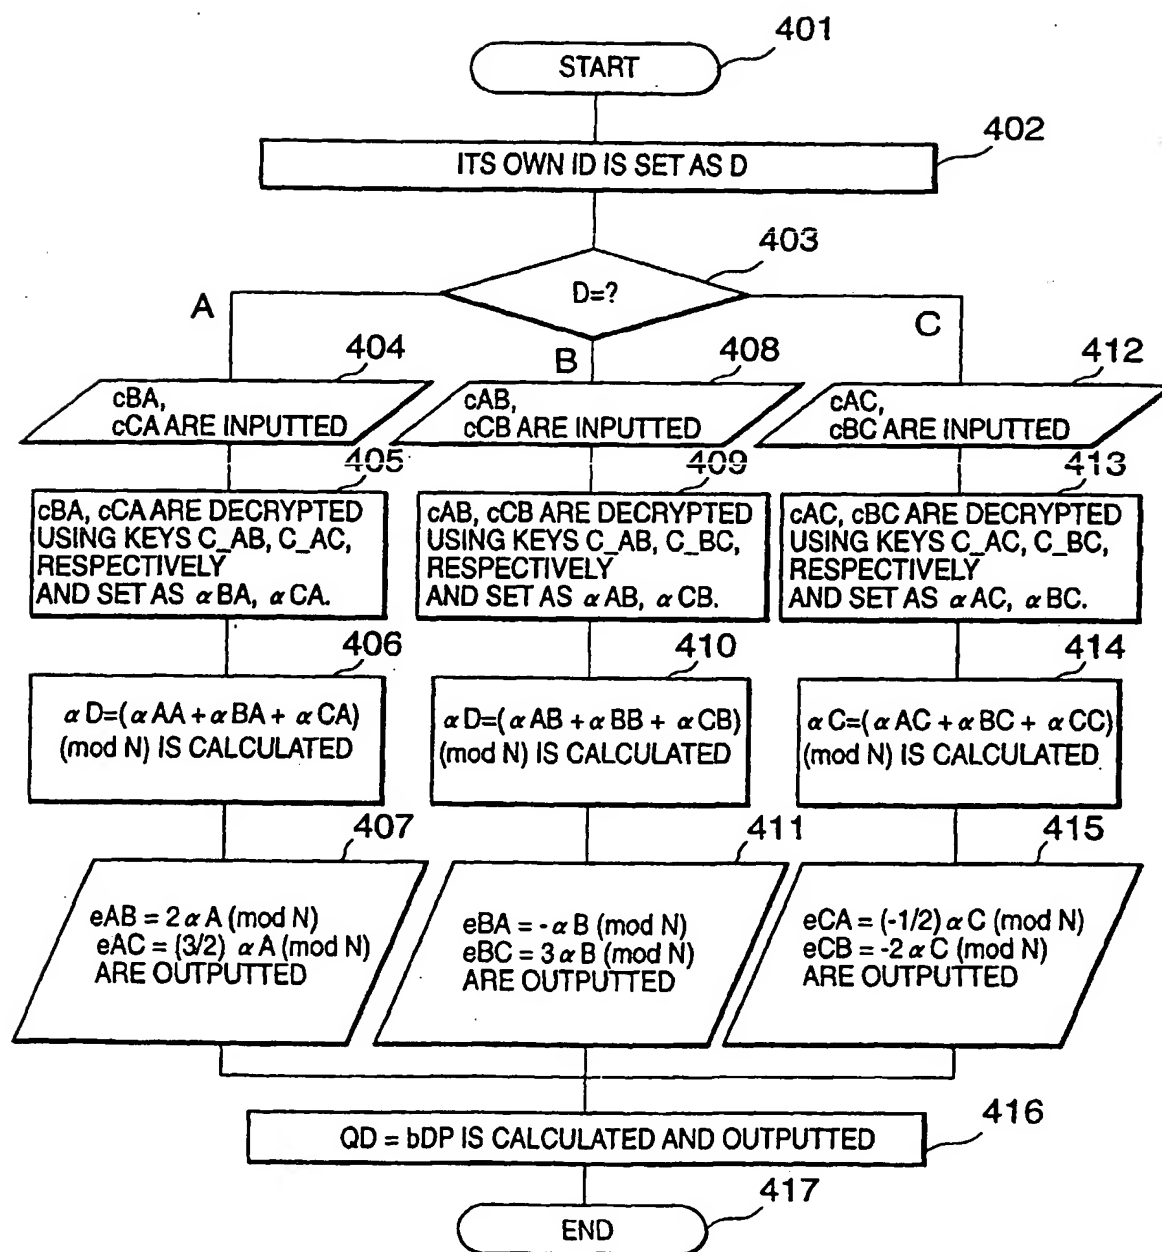 401
START
402
ITS OWN ID IS SET AS D
403
D=?
A
B
C
404
cBA,
cCA ARE INPUTTED
408
cAB,
cCB ARE INPUTTED
412
cAC,
cBC ARE INPUTTED
405
cBA, cCA ARE DECRYPTED
USING KEYS C_AB, C_AC,
RESPECTIVELY
AND SET AS αBA, αCA.
409
cAB, cCB ARE DECRYPTED
USING KEYS C_AB, C_BC,
RESPECTIVELY
AND SET AS αAB, αCB.
413
cAC, cBC ARE DECRYPTED
USING KEYS C_AC, C_BC,
RESPECTIVELY
AND SET AS αAC, αBC.
406
αD=(αAA+αBA+αCA)
(mod N) IS CALCULATED
410
αD=(αAB+αBB+αCB)
(mod N) IS CALCULATED
414
αC=(αAC+αBC+αCC)
(mod N) IS CALCULATED
407
eAB = 2αA (mod N)
eAC = (3/2) αA (mod N)
ARE OUTPUTTED
411
eBA = -αB (mod N)
eBC = 3αB (mod N)
ARE OUTPUTTED
415
eCA = (-1/2)αC (mod N)
eCB = -2αC (mod N)
ARE OUTPUTTED
416
QD = bDP IS CALCULATED AND OUTPUTTED
417
END